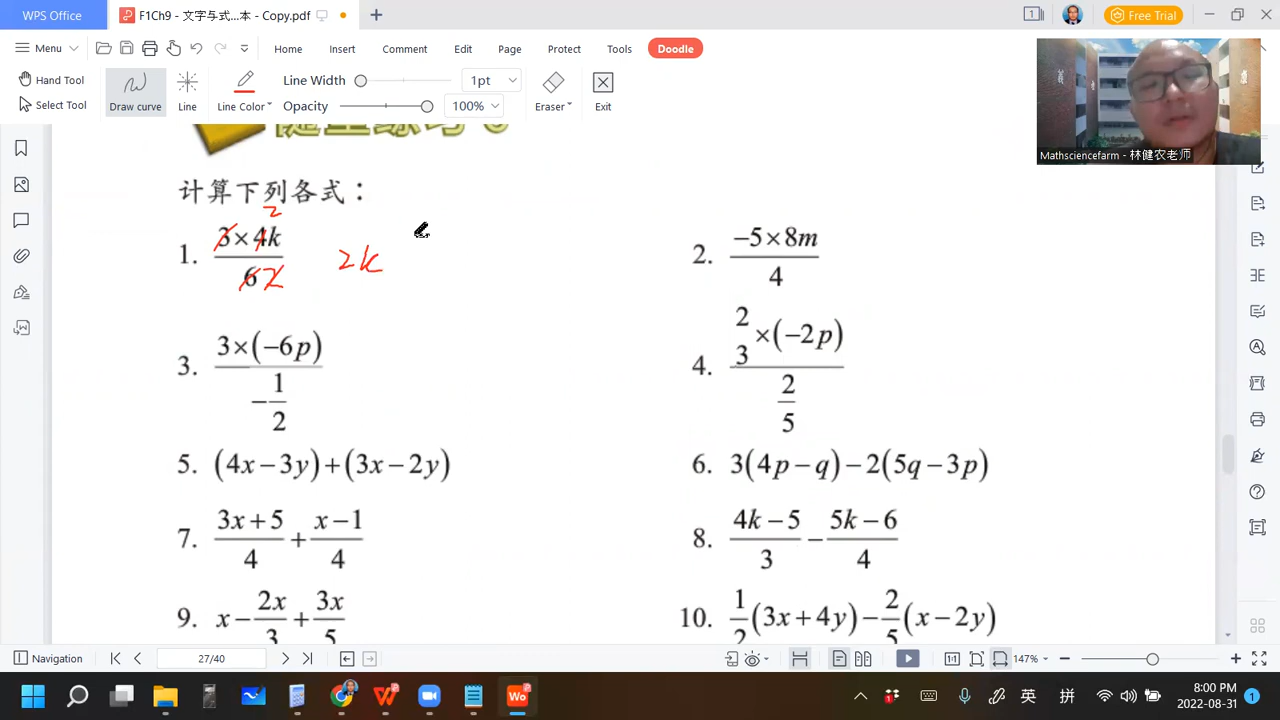 WPS Office F1Ch9 - 文字与式...本 - Copy.pdf Free Trial
Menu Home Insert Comment Edit Page Protect Tools Doodle
Hand Tool Select Tool Draw curve Line Line Color Line Width 1pt Opacity 100% Eraser Exit
Mathsciencefarm - 林健农老师
随堂练习
计算下列各式：
1. (3×4k)/6 2 2 2k
2. (−5×8m)/4
3. (3×(−6p))/(−1/2)
4. (2/3×(−2p))/(2/5)
5. (4x−3y)+(3x−2y)
6. 3(4p−q)−2(5q−3p)
7. (3x+5)/4+(x−1)/4
8. (4k−5)/3−(5k−6)/4
9. x−2x/3+3x/5
10. 1/2(3x+4y)−2/5(x−2y)
Navigation 27/40 147%
英 拼 8:00 PM
2022-08-31